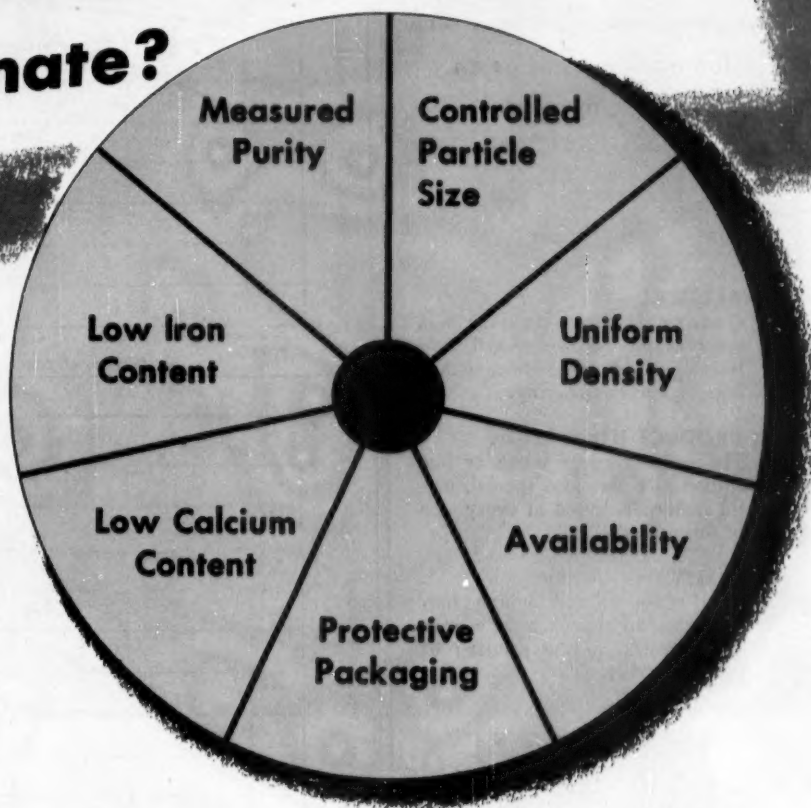 nate?
Measured
Purity
Controlled
Particle
Size
Uniform
Density
Availability
Protective
Packaging
Low Calcium
Content
Low Iron
Content